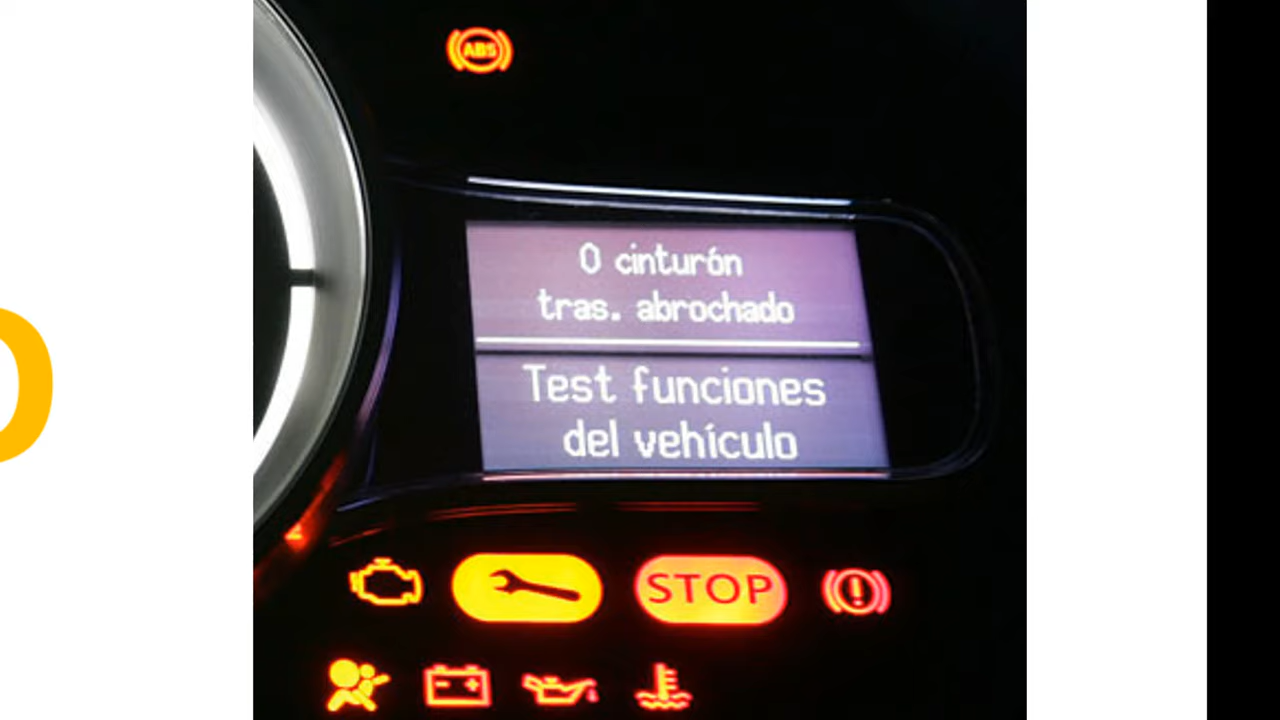 ABS
0 cinturón
tras. abrochado
Test funciones
del vehículo
STOP